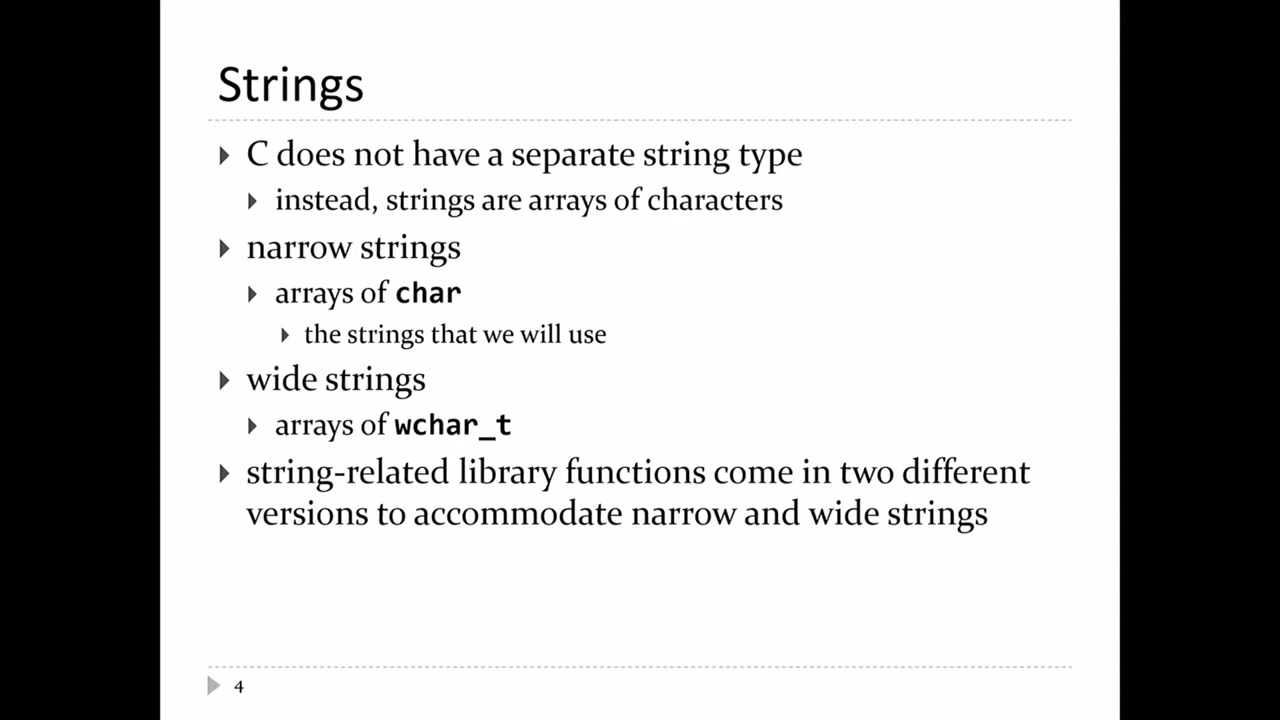 Strings
C does not have a separate string type
instead, strings are arrays of characters
narrow strings
arrays of char
the strings that we will use
wide strings
arrays of wchar_t
string-related library functions come in two different
versions to accommodate narrow and wide strings
4